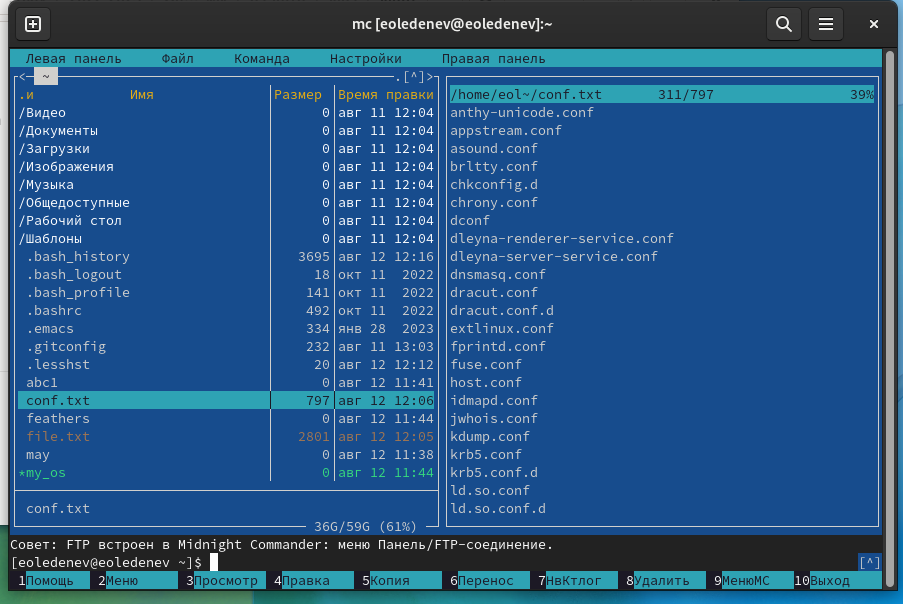 mc [eoledenev@eoledenev]:~
Левая панель Файл Команда Настройки Правая панель
<— ~ .[^]>
.и Имя Размер Время правки
/Видео 0 авг 11 12:04
/Документы 0 авг 11 12:04
/Загрузки 0 авг 11 12:04
/Изображения 0 авг 11 12:04
/Музыка 0 авг 11 12:04
/Общедоступные 0 авг 11 12:04
/Рабочий стол 0 авг 11 12:04
/Шаблоны 0 авг 11 12:04
.bash_history 3695 авг 12 12:16
.bash_logout 18 окт 11 2022
.bash_profile 141 окт 11 2022
.bashrc 492 окт 11 2022
.emacs 334 янв 28 2023
.gitconfig 232 авг 11 13:03
.lesshst 20 авг 12 12:12
abc1 0 авг 12 11:41
conf.txt 797 авг 12 12:06
feathers 0 авг 12 11:44
file.txt 2801 авг 12 12:05
may 0 авг 12 11:38
*my_os 0 авг 12 11:44
conf.txt
36G/59G (61%)
/home/eol~/conf.txt 311/797 39%
anthy-unicode.conf
appstream.conf
asound.conf
brltty.conf
chkconfig.d
chrony.conf
dconf
dleyna-renderer-service.conf
dleyna-server-service.conf
dnsmasq.conf
dracut.conf
dracut.conf.d
extlinux.conf
fprintd.conf
fuse.conf
host.conf
idmapd.conf
jwhois.conf
kdump.conf
krb5.conf
krb5.conf.d
ld.so.conf
ld.so.conf.d
Совет: FTP встроен в Midnight Commander: меню Панель/FTP-соединение.
[eoledenev@eoledenev ~]$ [^]
1Помощь 2Меню 3Просмотр 4Правка 5Копия 6Перенос 7НвКтлог 8Удалить 9МенюМС 10Выход